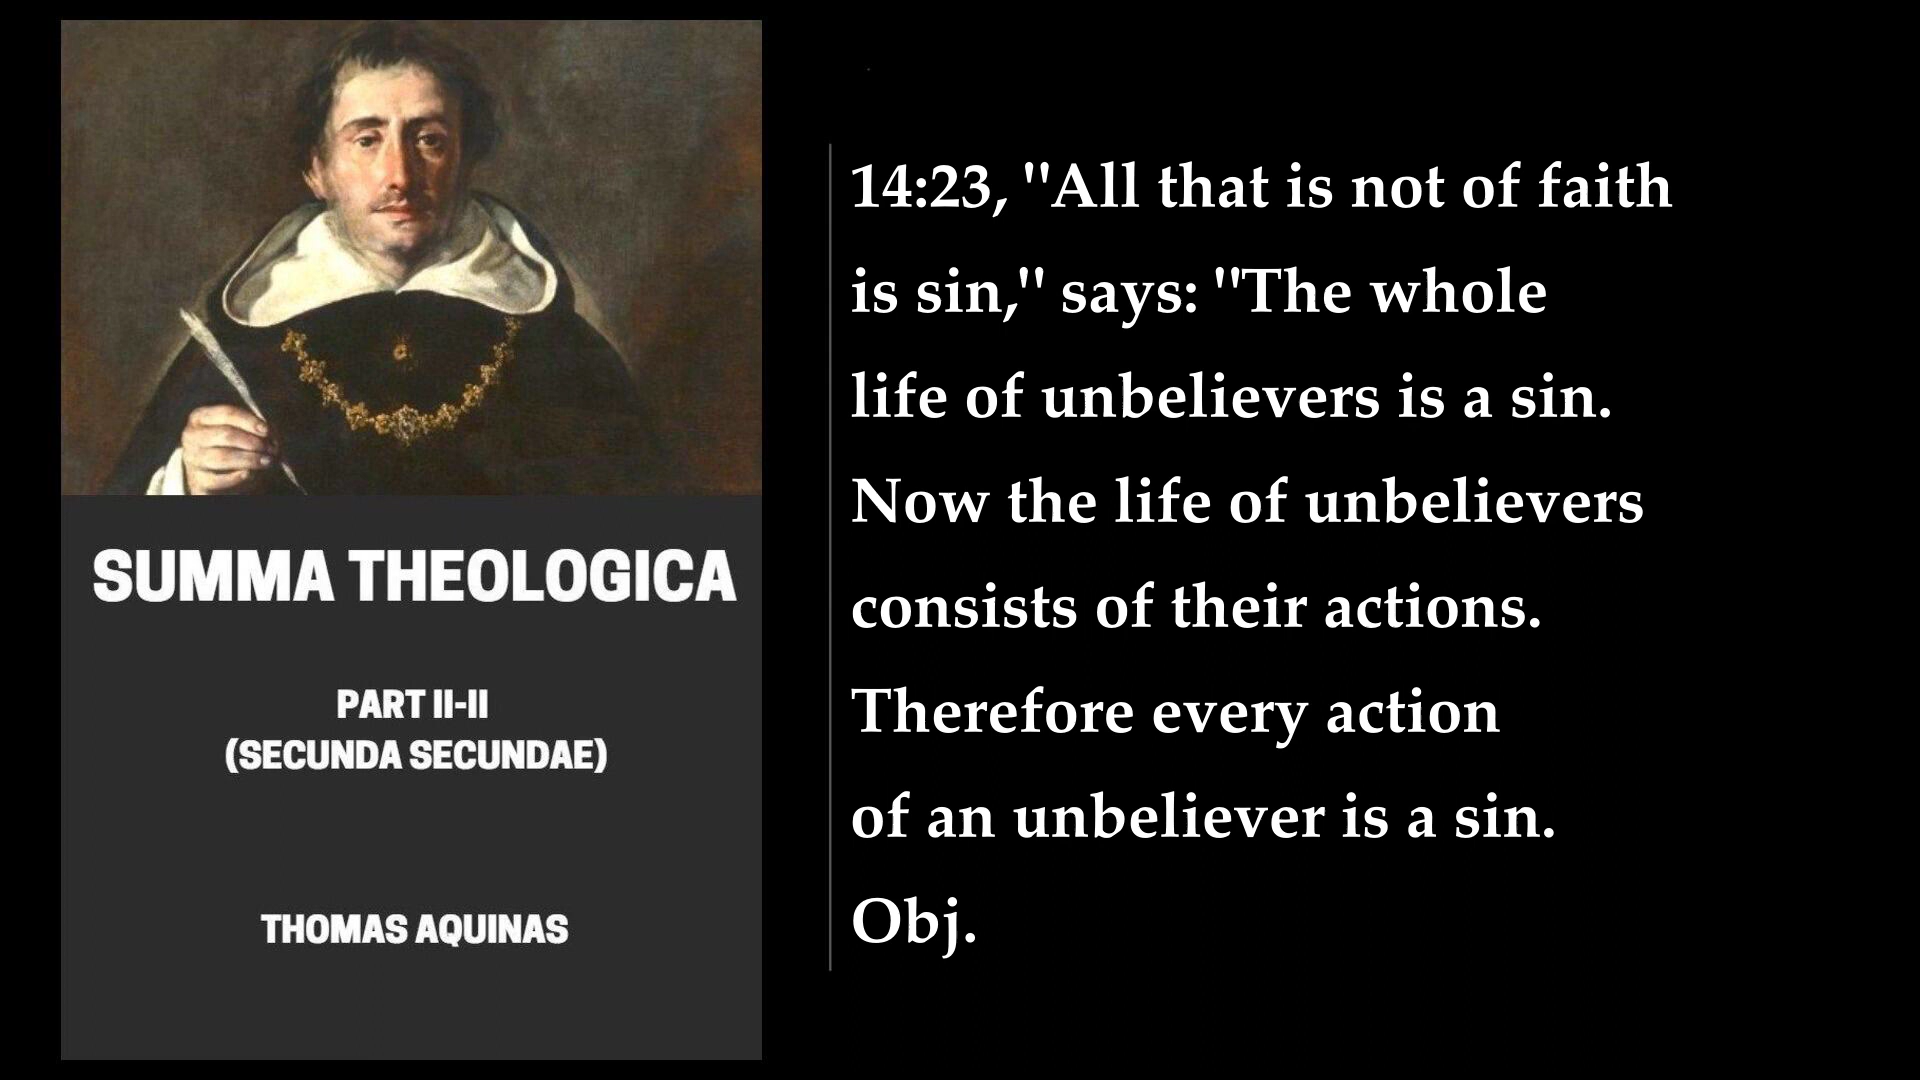 SUMMA THEOLOGICA
PART II-II
(SECUNDA SECUNDAE)
THOMAS AQUINAS
14:23, "All that is not of faith
is sin," says: "The whole
life of unbelievers is a sin.
Now the life of unbelievers
consists of their actions.
Therefore every action
of an unbeliever is a sin.
Obj.